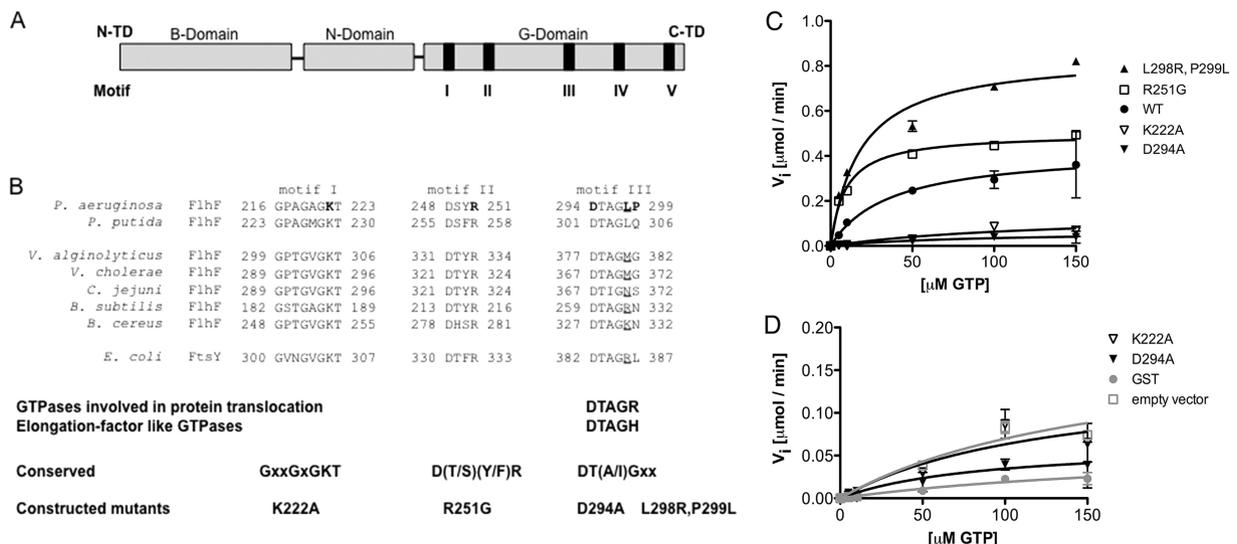 A
N-TD B-Domain N-Domain G-Domain C-TD
Motif I II III IV V
B
motif I motif II motif III
P. aeruginosa FlhF 216 GPAGAGKT 223 248 DSYR 251 294 DTAGLP 299
P. putida FlhF 223 GPAGMGKT 230 255 DSFR 258 301 DTAGLQ 306
V. alginolyticus FlhF 299 GPTGVGKT 306 331 DTYR 334 377 DTAGMG 382
V. cholerae FlhF 289 GPTGVGKT 296 321 DTYR 324 367 DTAGMG 372
C. jejuni FlhF 289 GPTGVGKT 296 321 DTYR 324 367 DTIGNS 372
B. subtilis FlhF 182 GSTGAGKT 189 213 DTYR 216 259 DTAGRN 332
B. cereus FlhF 248 GPTGVMKT 255 278 DHSR 281 327 DTAGKN 332
E. coli FtsY 300 GVNGVGKT 307 330 DTFR 333 382 DTAGRL 387
GTPases involved in protein translocation DTAGR
Elongation-factor like GTPases DTAGH
Conserved GxxGxGKT D(T/S)(Y/F)R DT(A/I)Gxx
Constructed mutants K222A R251G D294A L298R,P299L
C
Vi [μmol / min]
1.0
0.8
0.6
0.4
0.2
0.0
0 50 100 150
[μM GTP]
L298R, P299L
R251G
WT
K222A
D294A
D
Vi [μmol / min]
0.20
0.15
0.10
0.05
0.00
0 50 100 150
[μM GTP]
K222A
D294A
GST
empty vector